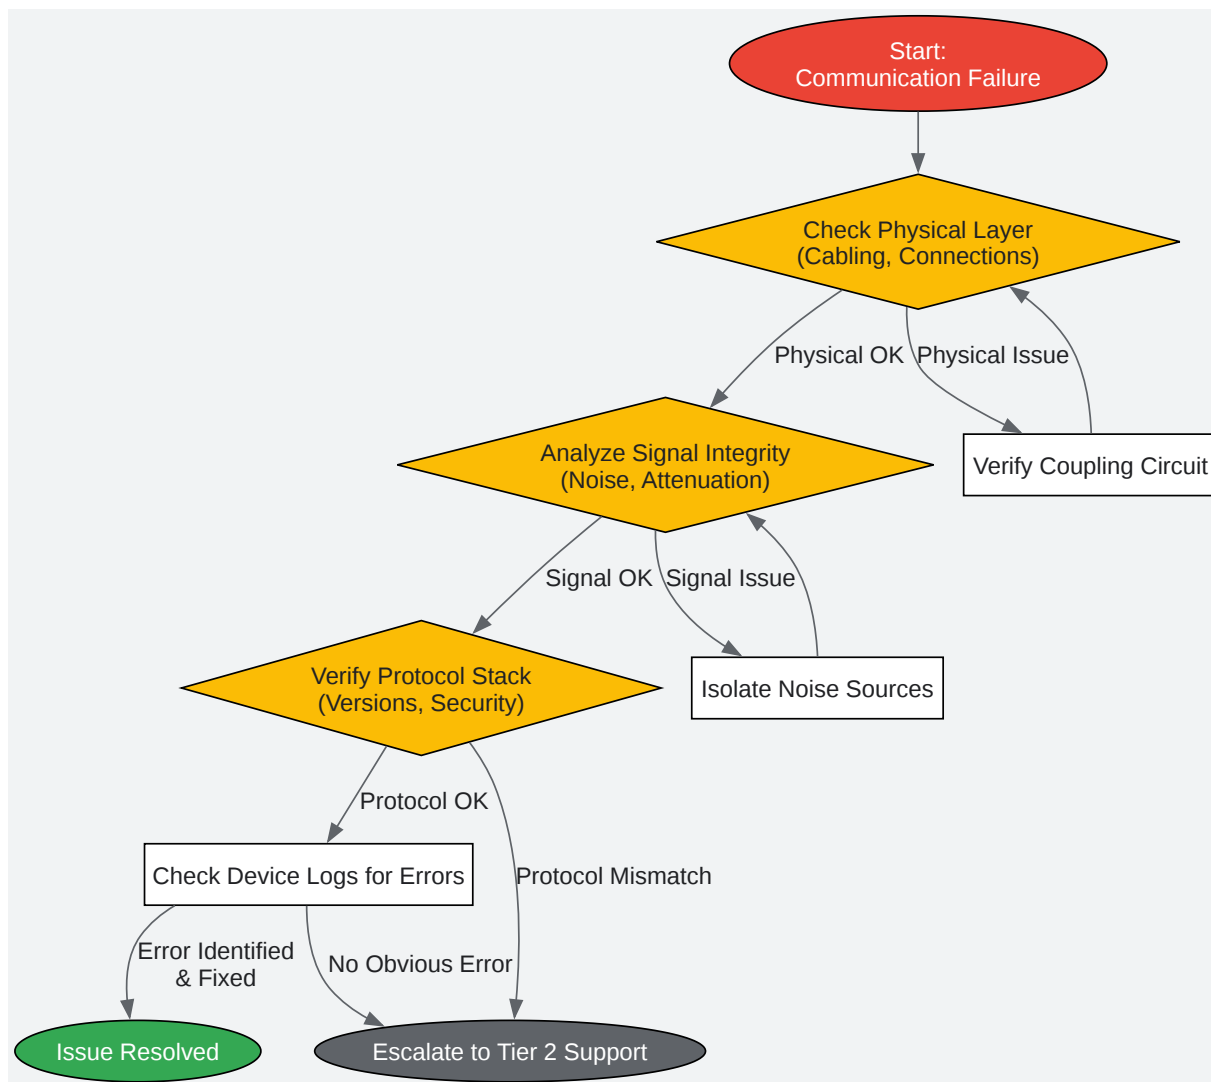 Start:
Communication Failure
Check Physical Layer
(Cabling, Connections)
Physical OK
Physical Issue
Analyze Signal Integrity
(Noise, Attenuation)
Verify Coupling Circuit
Signal OK
Signal Issue
Verify Protocol Stack
(Versions, Security)
Isolate Noise Sources
Protocol OK
Check Device Logs for Errors
Protocol Mismatch
Error Identified
& Fixed
No Obvious Error
Issue Resolved
Escalate to Tier 2 Support